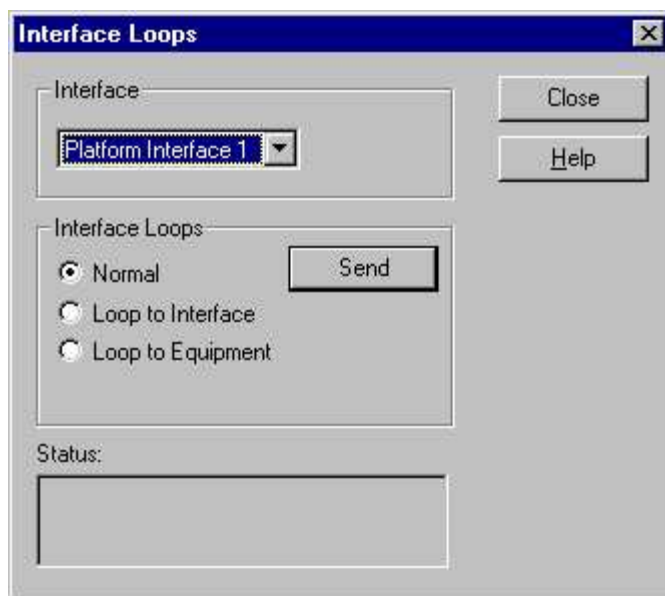 Interface Loops
Interface
Close
Platform Interface 1
Help
Interface Loops
Normal
Send
Loop to Interface
Loop to Equipment
Status: